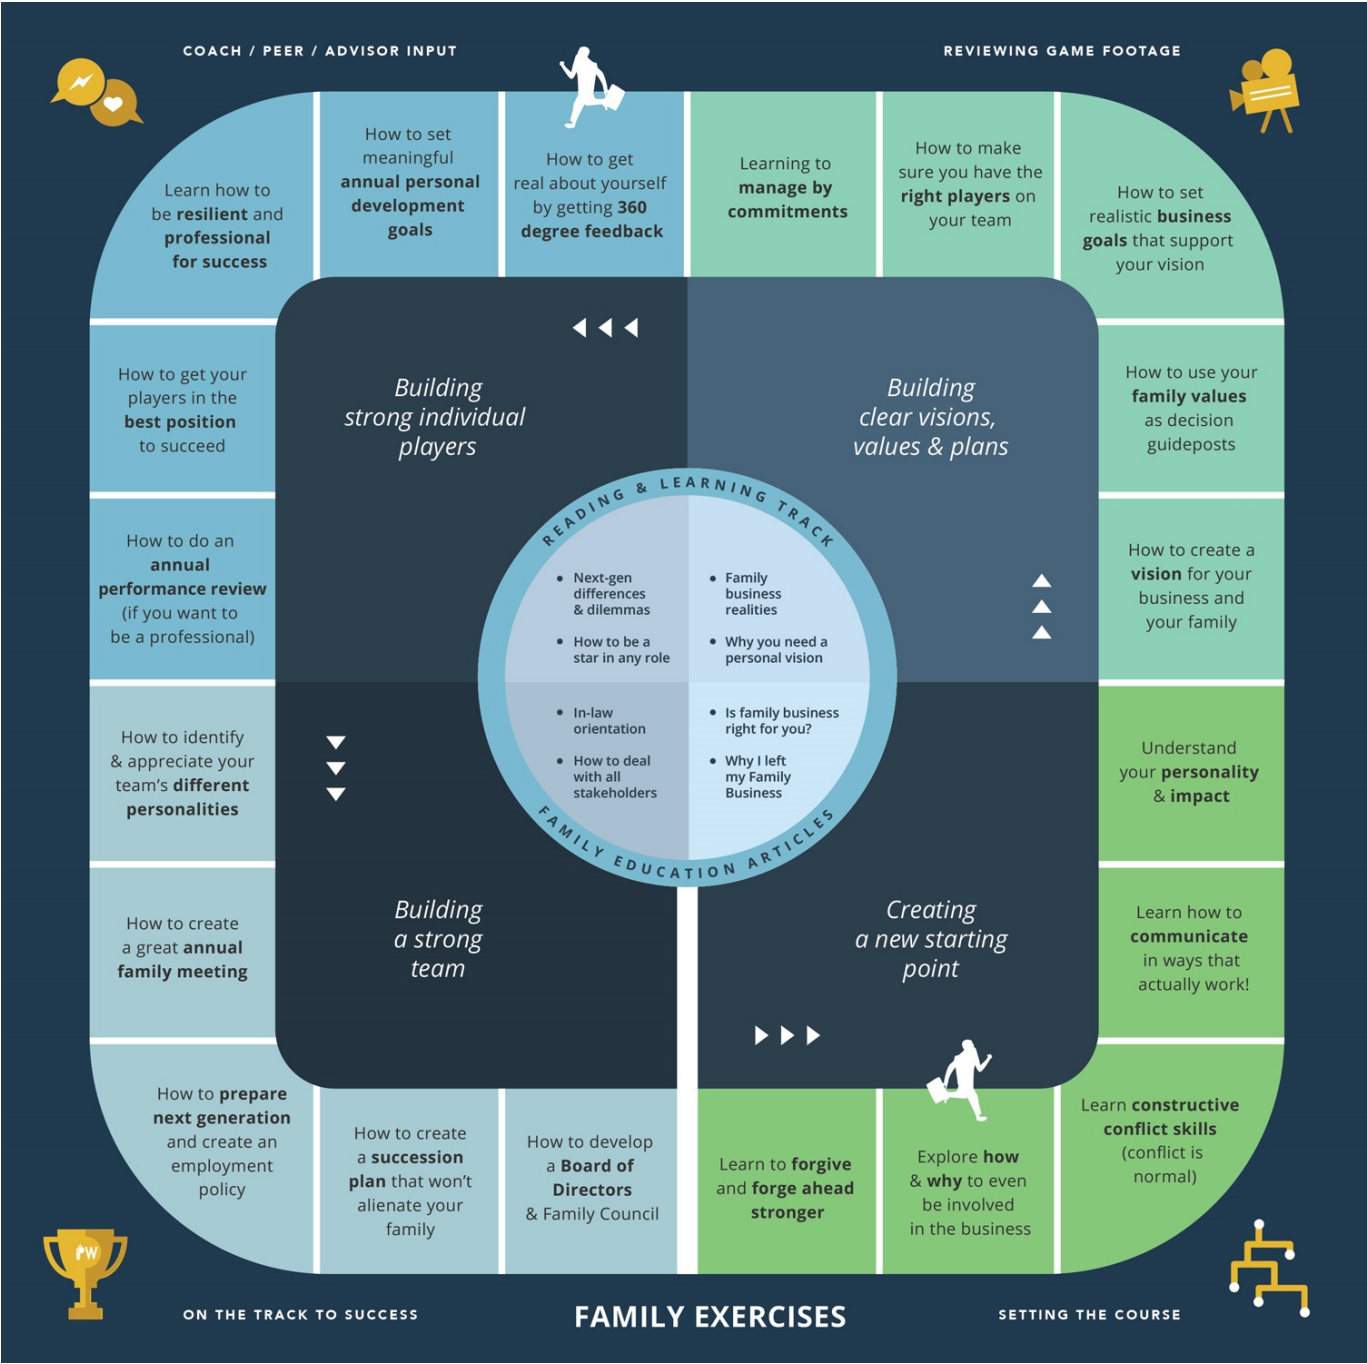 COACH / PEER / ADVISOR INPUT
REVIEWING GAME FOOTAGE
Learn how to
be resilient and
professional
for success
How to set
meaningful
annual personal
development
goals
How to get
real about yourself
by getting 360
degree feedback
Learning to
manage by
commitments
How to make
sure you have the
right players on
your team
How to set
realistic business
goals that support
your vision
How to get your
players in the
best position
to succeed
Building
strong individual
players
Building
clear visions,
values & plans
How to use your
family values
as decision
guideposts
How to do an
annual
performance review
(if you want to
be a professional)
READING & LEARNING TRACK
• Next-gen
differences
& dilemmas
• How to be a
star in any role
• Family
business
realities
• Why you need a
personal vision
How to create a
vision for your
business and
your family
How to identify
& appreciate your
team's different
personalities
• In-law
orientation
• How to deal
with all
stakeholders
• Is family business
right for you?
• Why I left
my Family
Business
FAMILY EDUCATION ARTICLES
Understand
your personality
& impact
How to create
a great annual
family meeting
Building
a strong
team
Creating
a new starting
point
Learn how to
communicate
in ways that
actually work!
How to prepare
next generation
and create an
employment
policy
How to create
a succession
plan that won't
alienate your
family
How to develop
a Board of
Directors
& Family Council
Learn to forgive
and forge ahead
stronger
Explore how
& why to even
be involved
in the business
Learn constructive
conflict skills
(conflict is
normal)
PW
ON THE TRACK TO SUCCESS
FAMILY EXERCISES
SETTING THE COURSE